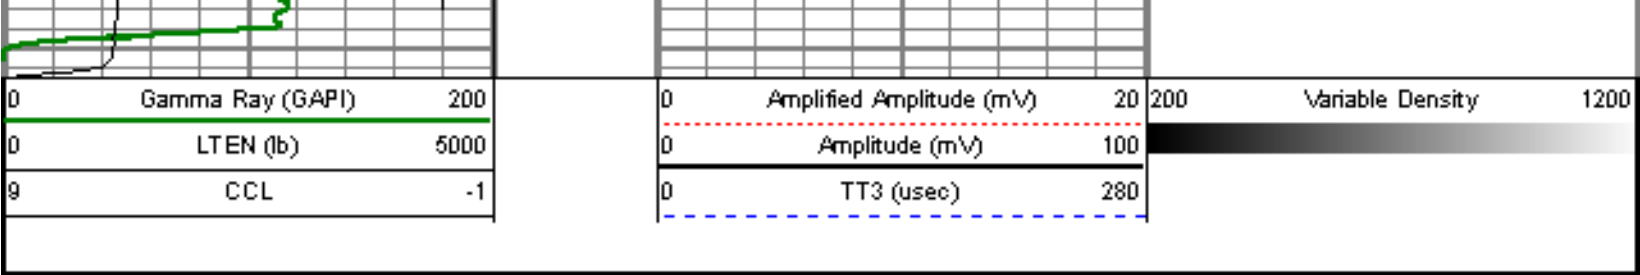 0 Gamma Ray (GAPI) 200
0 LTEN (lb) 5000
9 CCL -1
0 Amplified Amplitude (mV) 20
0 Amplitude (mV) 100
0 TT3 (usec) 280
200 Variable Density 1200